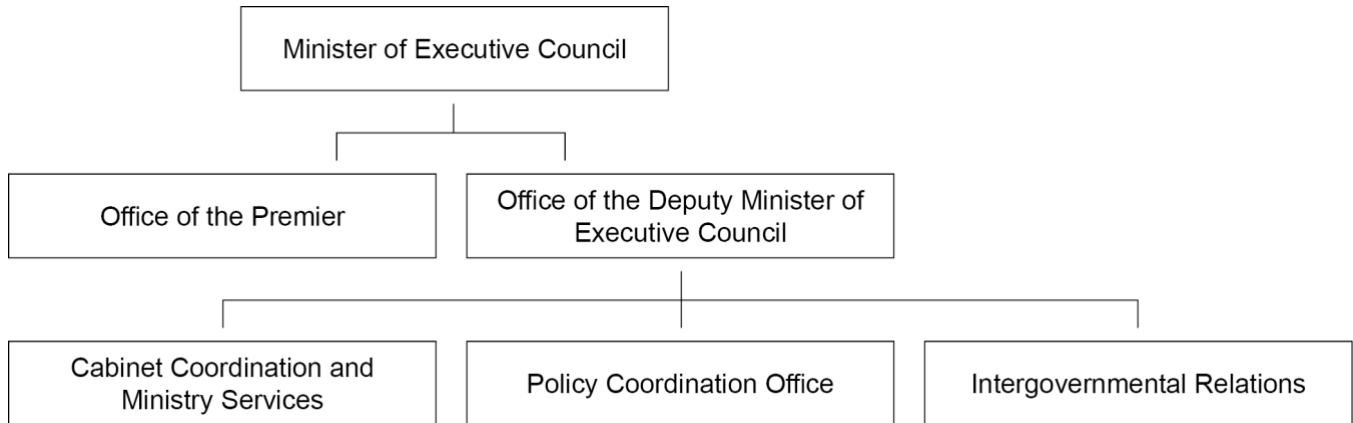 Minister of Executive Council
Office of the Premier
Office of the Deputy Minister of
Executive Council
Cabinet Coordination and
Ministry Services
Policy Coordination Office
Intergovernmental Relations